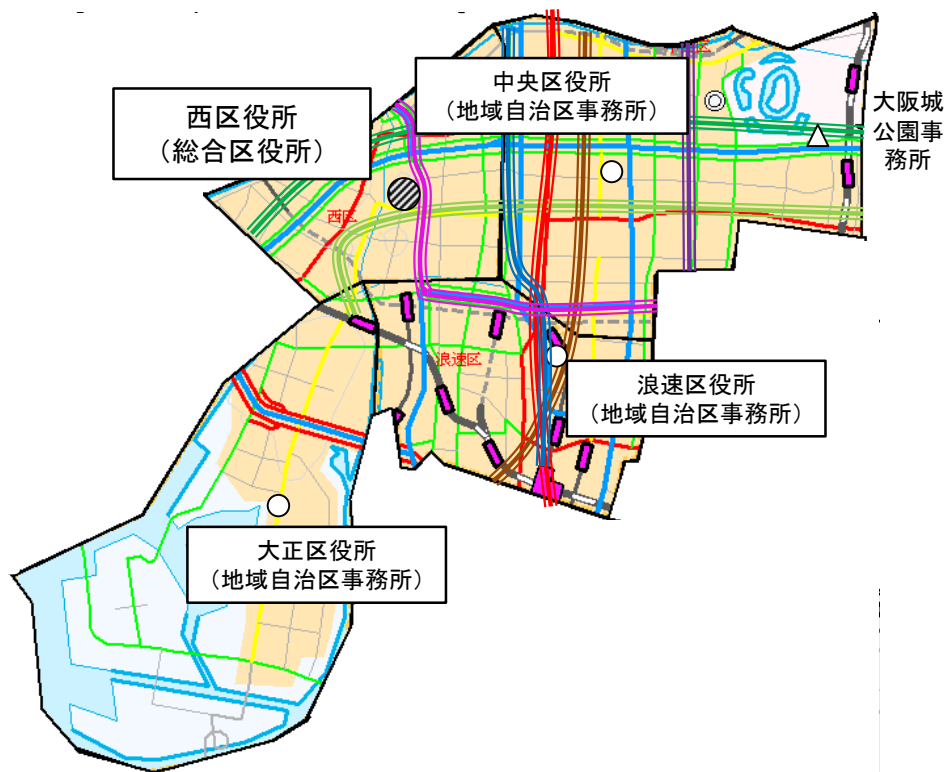 中央区役所
（地域自治区事務所）
西区役所
（総合区役所）
大阪城
公園事
務所
西区
浪速区
浪速区役所
（地域自治区事務所）
大正区役所
（地域自治区事務所）